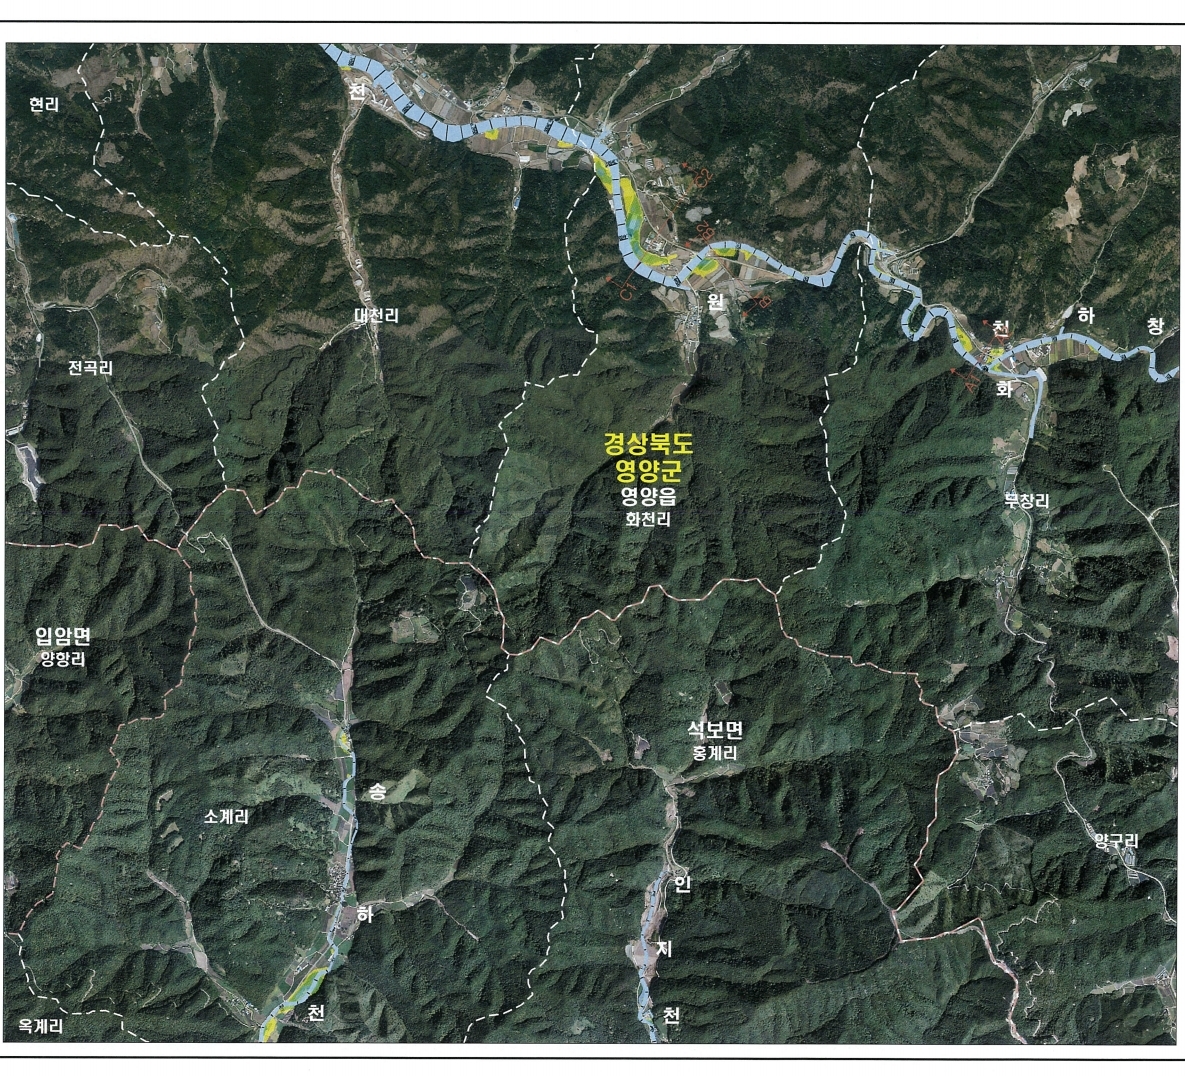 현리
천
대천리
전곡리
원
천
하
창
화
경상북도
영양군
영양읍
화천리
무창리
입암면
양항리
석보면
홍계리
소계리
송
양구리
인
하
지
천
천
옥계리